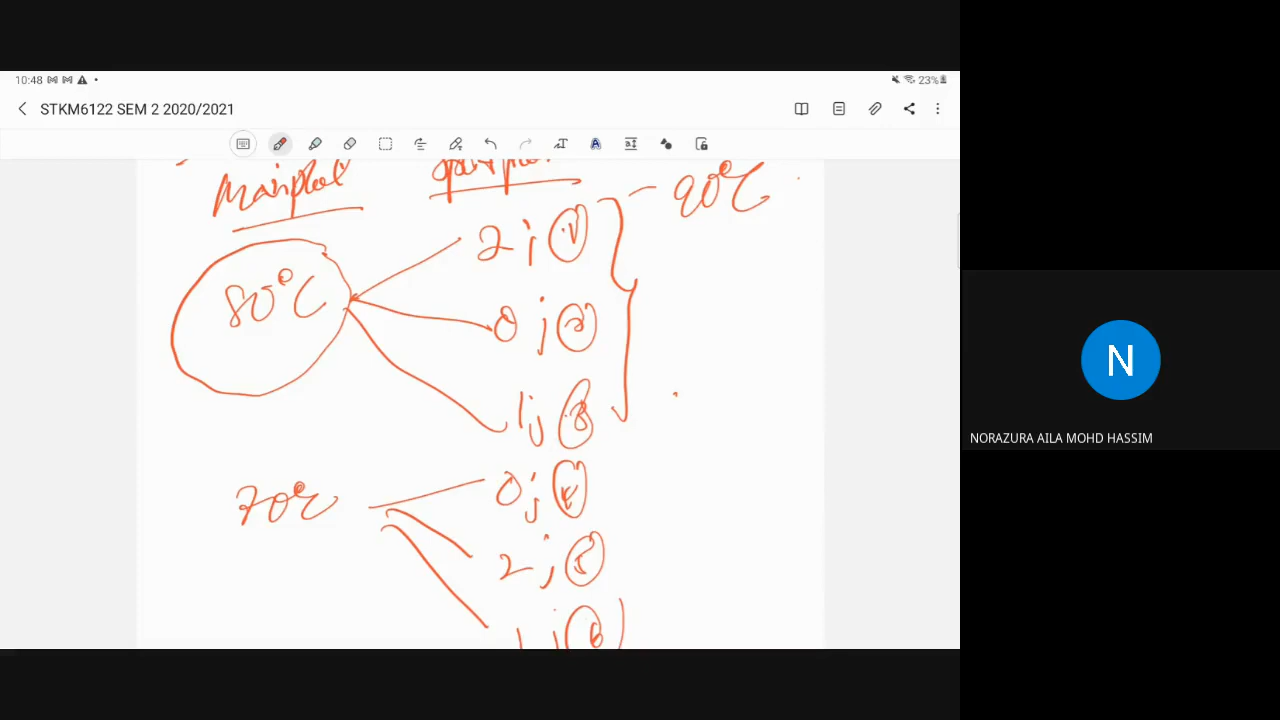 10:48
23%
STKM6122 SEM 2 2020/2021
Mainplot
90°C
80°C
2 j ①
0 j ②
1 j ③
70°C
0 j ④
2 j ⑤
1 j ⑥
N
NORAZURA AILA MOHD HASSIM